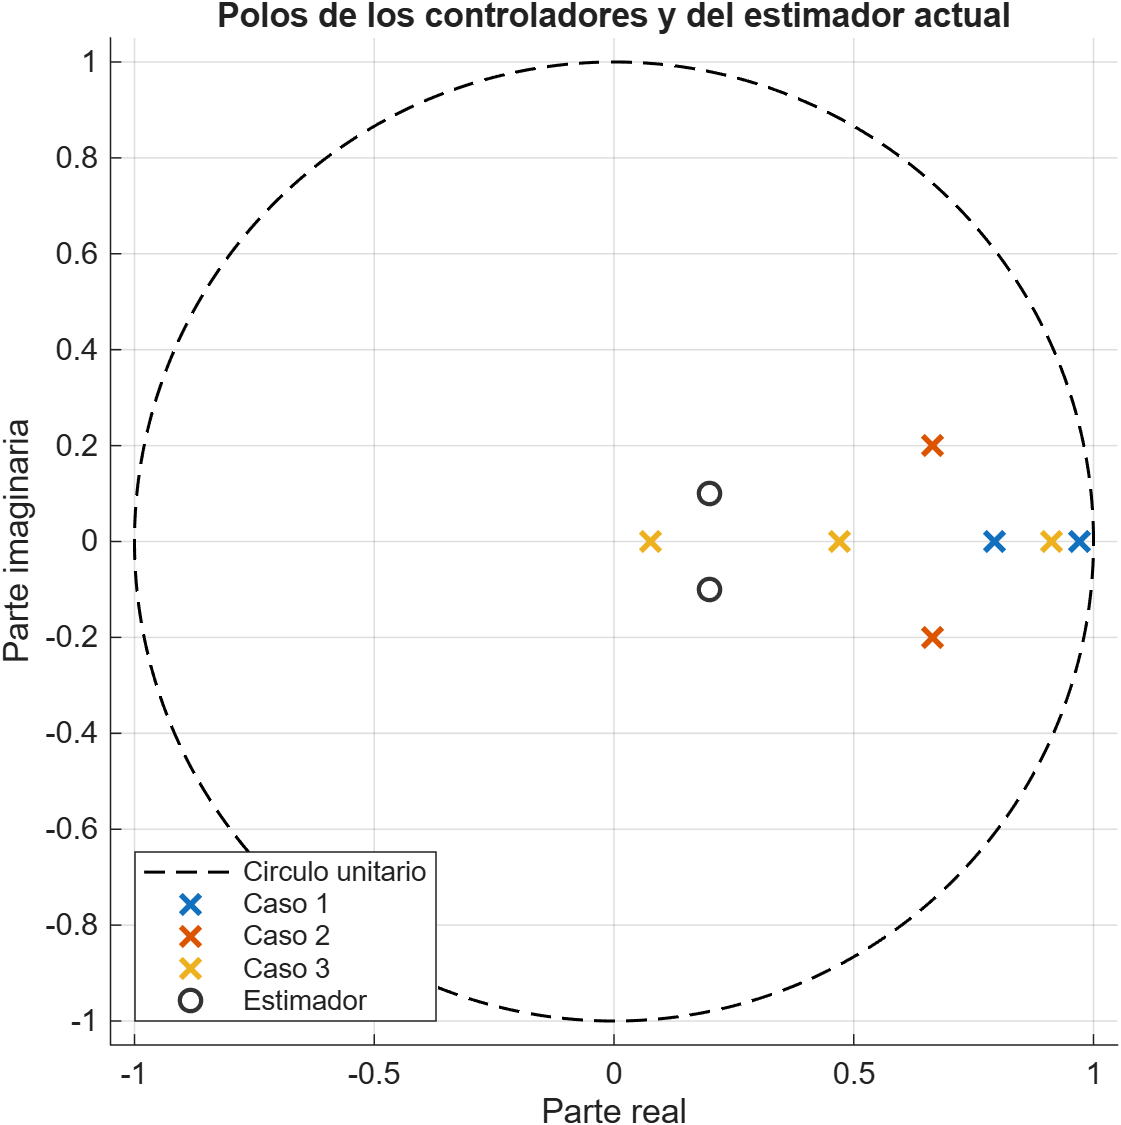 Polos de los controladores y del estimador actual
1
0.8
0.6
0.4
0.2
0
-0.2
-0.4
-0.6
-0.8
-1
Parte imaginaria
Circulo unitario
Caso 1
Caso 2
Caso 3
Estimador
-1
-0.5
0
0.5
1
Parte real